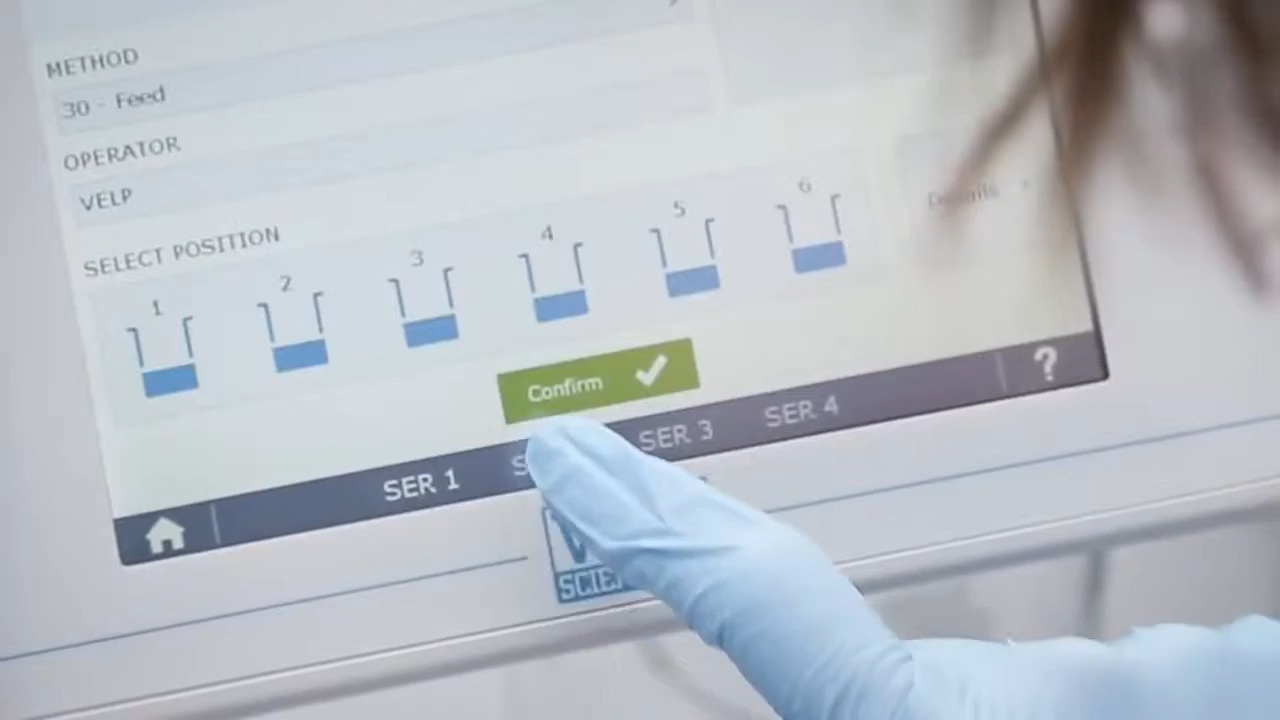 METHOD
30 - Feed
OPERATOR
VELP
SELECT POSITION
1 2 3 4 5 6
Details
Confirm
SER 1 SER 3 SER 4 ?